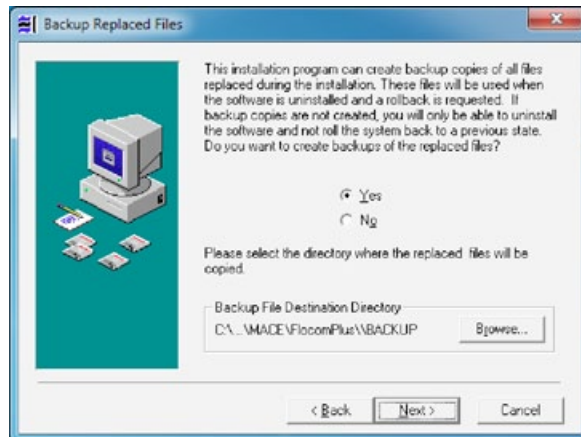 Backup Replaced Files
This installation program can create backup copies of all files
replaced during the installation. These files will be used when
the software is uninstalled and a rollback is requested. If
backup copies are not created, you will only be able to uninstall
the software and not roll the system back to a previous state.
Do you want to create backups of the replaced files?
Yes
No
Please select the directory where the replaced files will be
copied.
Backup File Destination Directory
C:\...\MACE\FlocomPlus\\BACKUP
Browse...
< Back
Next >
Cancel